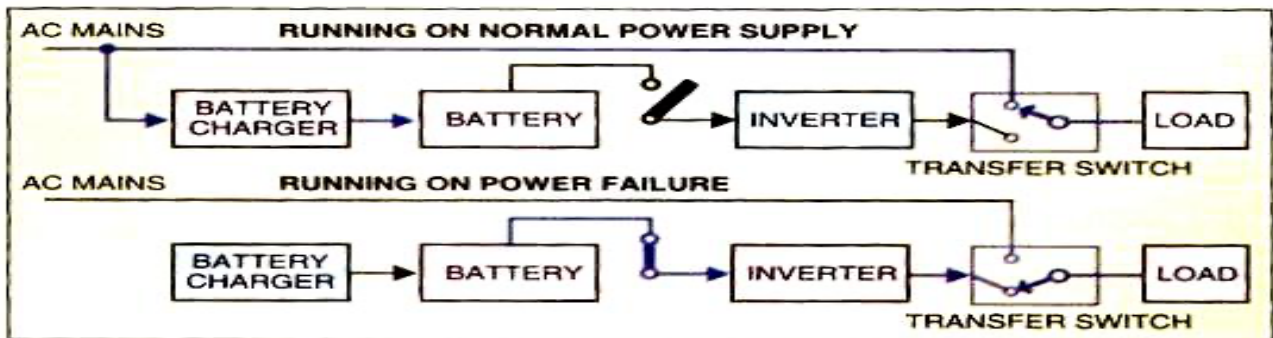 AC MAINS RUNNING ON NORMAL POWER SUPPLY
BATTERY CHARGER
BATTERY
INVERTER
LOAD
TRANSFER SWITCH
AC MAINS RUNNING ON POWER FAILURE
BATTERY CHARGER
BATTERY
INVERTER
LOAD
TRANSFER SWITCH